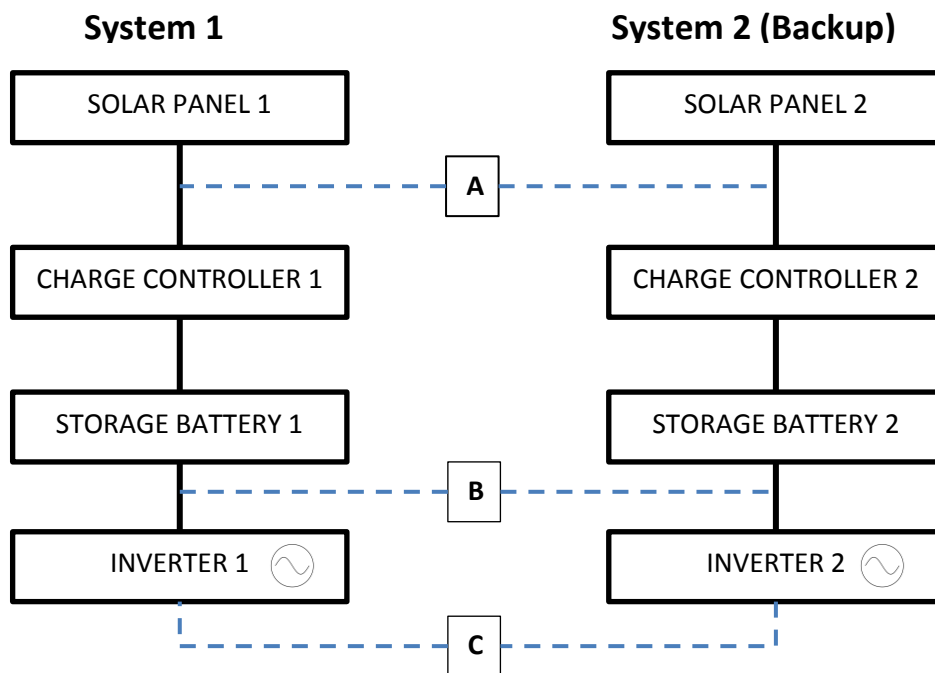 System 1
System 2 (Backup)
SOLAR PANEL 1
SOLAR PANEL 2
A
CHARGE CONTROLLER 1
CHARGE CONTROLLER 2
STORAGE BATTERY 1
STORAGE BATTERY 2
B
INVERTER 1
INVERTER 2
C